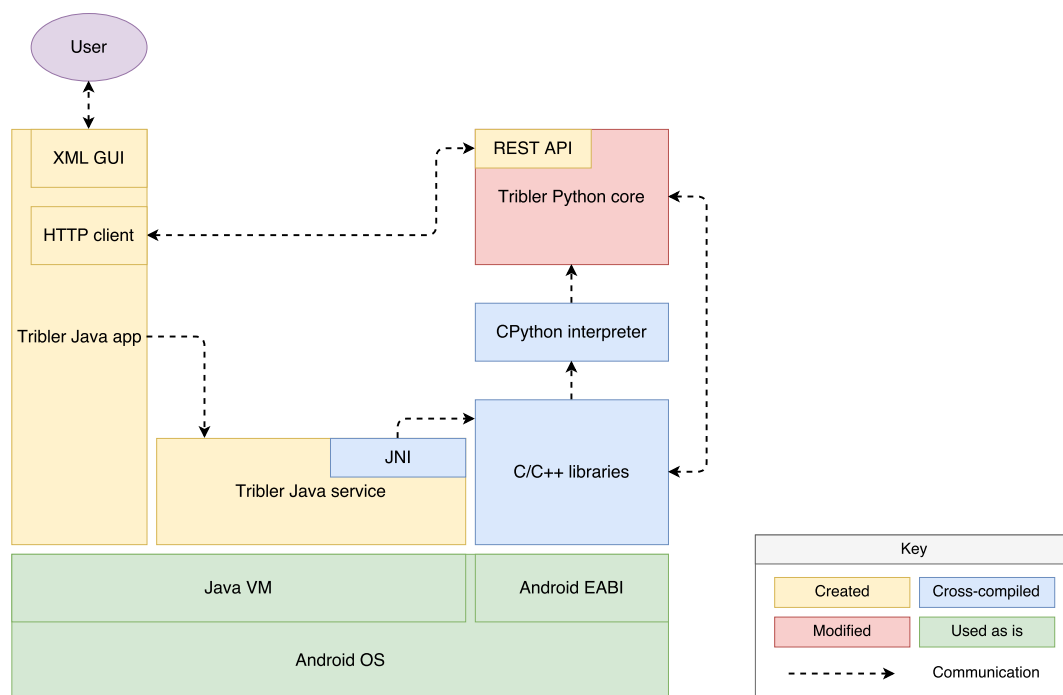 User
XML GUI
REST API
Tribler Python core
HTTP client
CPython interpreter
Tribler Java app
JNI
C/C++ libraries
Tribler Java service
Java VM
Android EABI
Android OS
Key
Created
Cross-compiled
Modified
Used as is
Communication